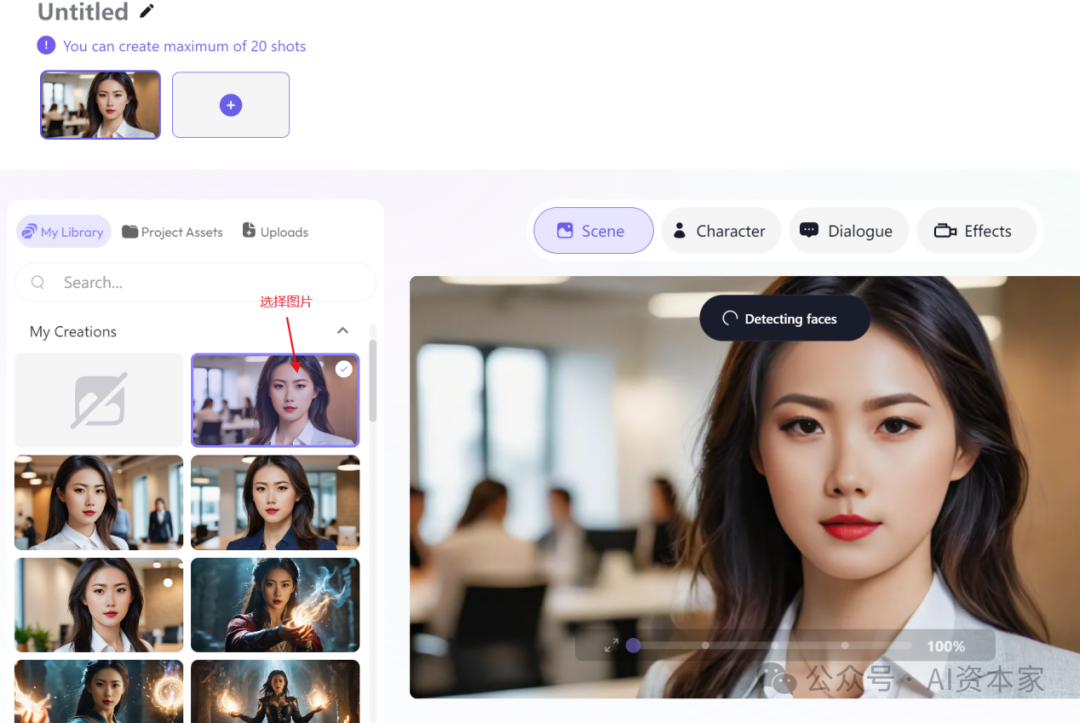 Untitled
You can create maximum of 20 shots
My Library Project Assets Uploads
Scene Character Dialogue Effects
Search...
选择图片
Detecting faces
My Creations
100%
公众号 · AI资本家